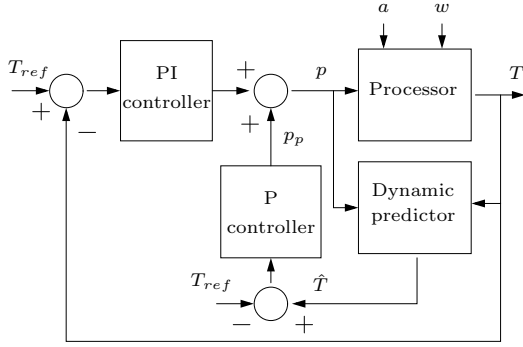 a w
T_ref
+
−
PI
controller
+
+
p
Processor
T
p_p
P
controller
Dynamic
predictor
T_ref
−
+
T̂